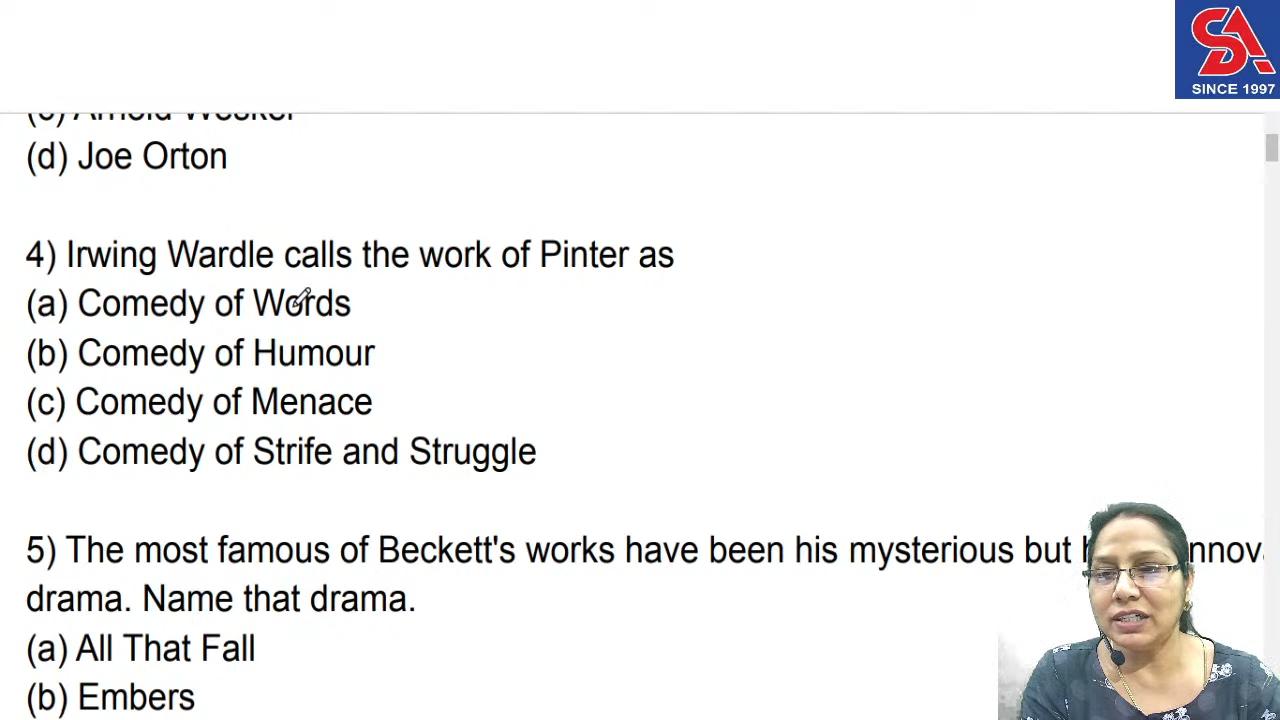 SA
SINCE 1997
(c) Arnold Wesker
(d) Joe Orton
4) Irwing Wardle calls the work of Pinter as
(a) Comedy of Words
(b) Comedy of Humour
(c) Comedy of Menace
(d) Comedy of Strife and Struggle
5) The most famous of Beckett's works have been his mysterious but
drama. Name that drama.
(a) All That Fall
(b) Embers